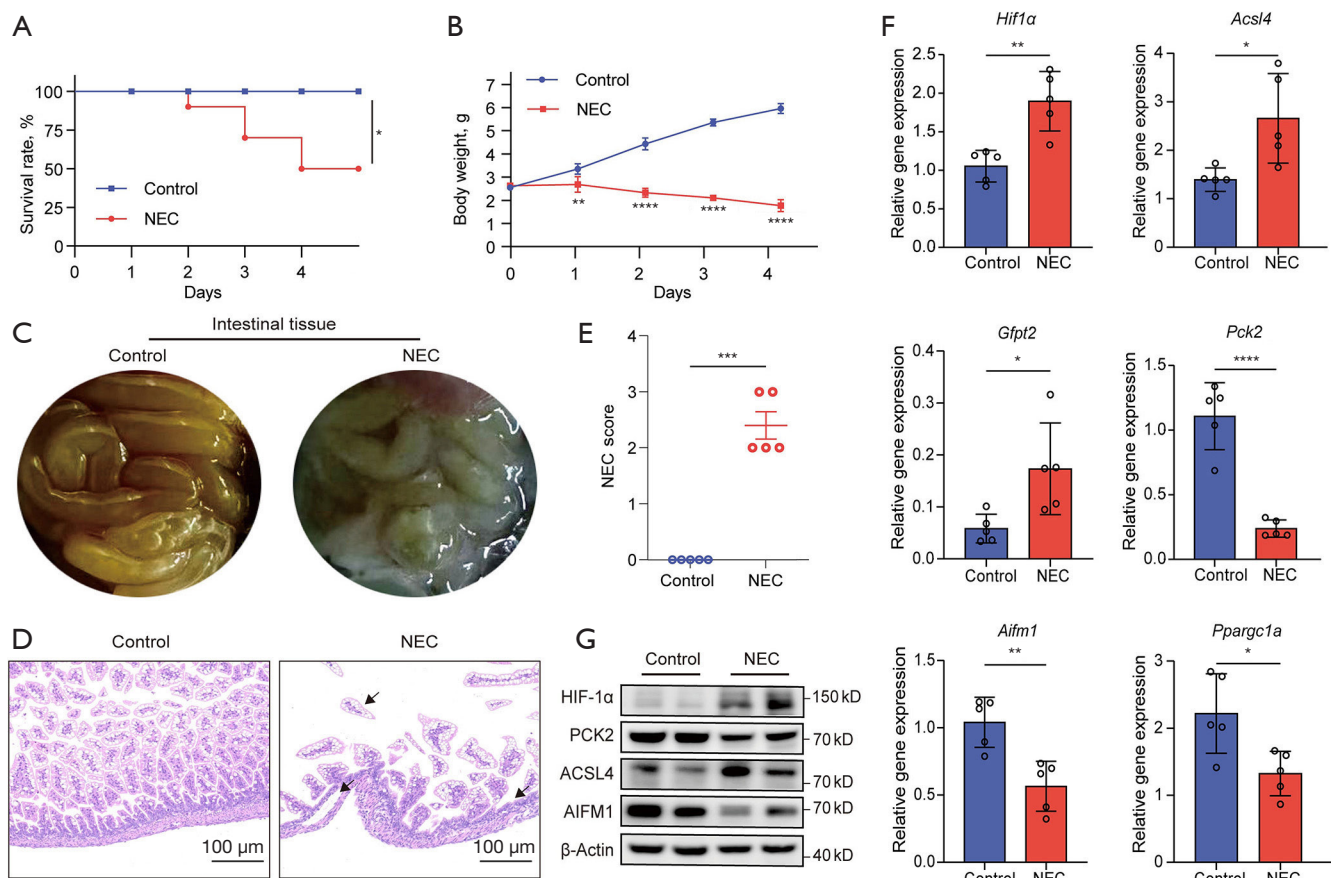 A
Survival rate, %
100
75
50
25
0
Control
NEC
*
0 1 2 3 4
Days
B
Body weight, g
7
6
5
4
3
2
1
0
Control
NEC
** **** **** ****
0 1 2 3 4
Days
C
Intestinal tissue
Control NEC
D
Control NEC
100 μm 100 μm
E
NEC score
4
3
2
1
0
***
Control NEC
F
Hif1α
Relative gene expression
2.5
2.0
1.5
1.0
0.5
0.0
**
Control NEC
Acsl4
Relative gene expression
4
3
2
1
0
*
Control NEC
Gfpt2
Relative gene expression
0.4
0.3
0.2
0.1
0.0
*
Control NEC
Pck2
Relative gene expression
1.5
1.0
0.5
0.0
****
Control NEC
Aifm1
Relative gene expression
1.5
1.0
0.5
0.0
**
Control NEC
Ppargc1a
Relative gene expression
3
2
1
0
*
Control NEC
G
Control NEC
HIF-1α 150 kD
PCK2 70 kD
ACSL4 70 kD
AIFM1 70 kD
β-Actin 40 kD